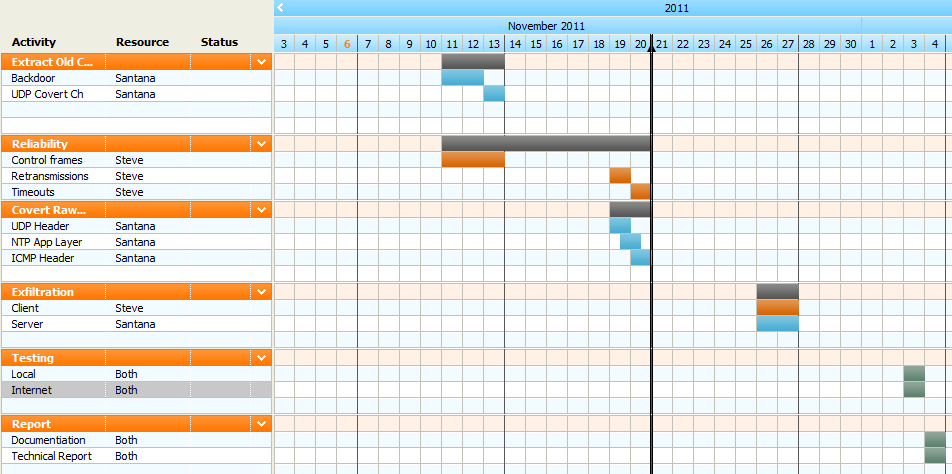 2011
November 2011
Activity Resource Status 3 4 5 6 7 8 9 10 11 12 13 14 15 16 17 18 19 20 21 22 23 24 25 26 27 28 29 30 1 2 3 4
Extract Old C...
Backdoor Santana
UDP Covert Ch Santana
Reliability
Control frames Steve
Retransmissions Steve
Timeouts Steve
Covert Raw...
UDP Header Santana
NTP App Layer Santana
ICMP Header Santana
Exfiltration
Client Steve
Server Santana
Testing
Local Both
Internet Both
Report
Documentiation Both
Technical Report Both